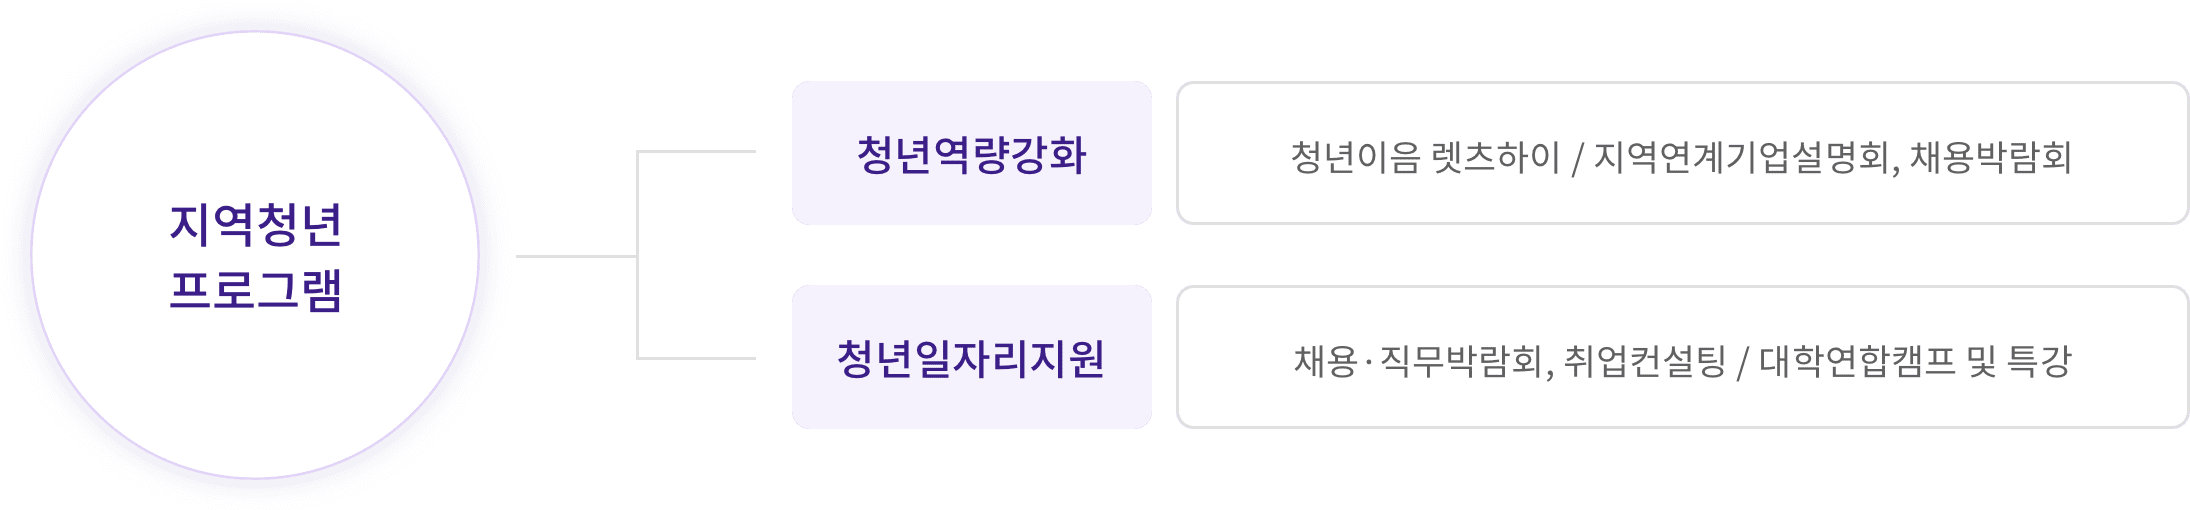 지역청년
프로그램
청년역량강화
청년이음 렛츠하이 / 지역연계기업설명회, 채용박람회
청년일자리지원
채용·직무박람회, 취업컨설팅 / 대학연합캠프 및 특강